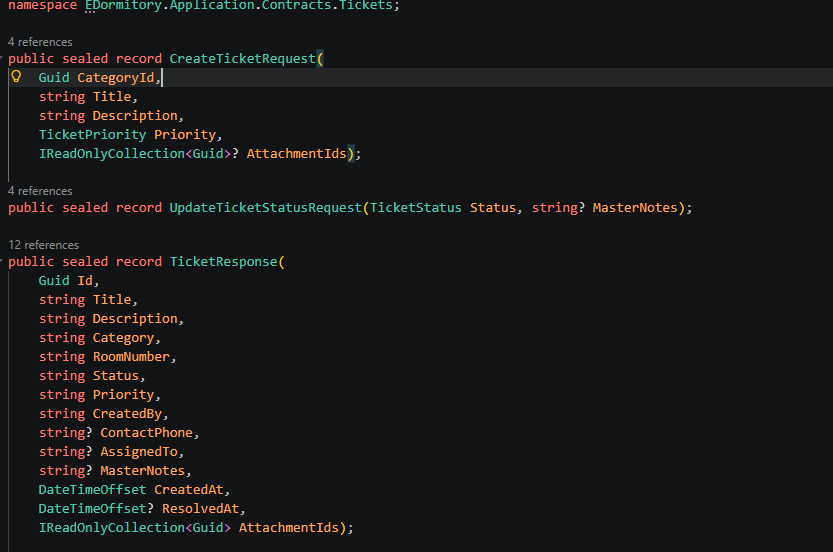 namespace EDormitory.Application.Contracts.Tickets;
4 references
public sealed record CreateTicketRequest(
Guid CategoryId,
string Title,
string Description,
TicketPriority Priority,
IReadOnlyCollection<Guid>? AttachmentIds);
4 references
public sealed record UpdateTicketStatusRequest(TicketStatus Status, string? MasterNotes);
12 references
public sealed record TicketResponse(
Guid Id,
string Title,
string Description,
string Category,
string RoomNumber,
string Status,
string Priority,
string CreatedBy,
string? ContactPhone,
string? AssignedTo,
string? MasterNotes,
DateTimeOffset CreatedAt,
DateTimeOffset? ResolvedAt,
IReadOnlyCollection<Guid> AttachmentIds);